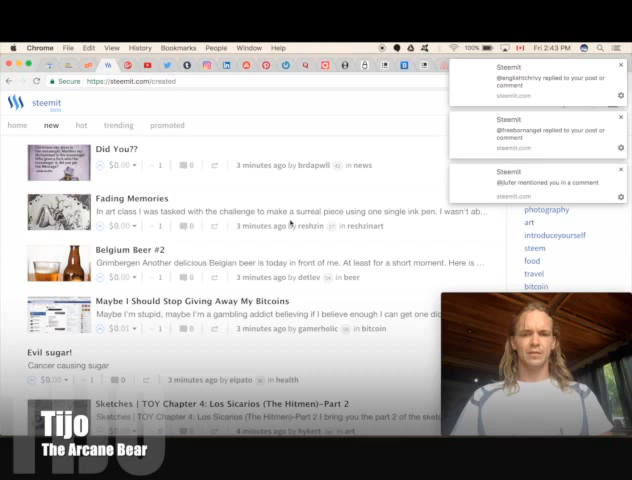 Chrome File Edit View History Bookmarks People Window Help 100% Fri 2:43 PM
Secure https://steemit.com/created
steemit
beta
home new hot trending promoted
Did You??
$0.00 1 0 3 minutes ago by brdapwll 42 in news
Fading Memories
In art class I was tasked with the challenge to make a surreal piece using one single ink pen. I wasn't ab...
$0.00 1 0 3 minutes ago by reshzin in reshzinart
Belgium Beer #2
Grimbergen Another delicious Belgian beer is today in front of me. At least for a short moment. Here is ...
$0.00 1 0 3 minutes ago by detlev in beer
Maybe I Should Stop Giving Away My Bitcoins
Maybe I'm stupid, maybe I'm a gambling addict believing if I believe enough I can get one di
$0.01 1 0 3 minutes ago by gamerholic in bitcoin
Evil sugar!
Cancer causing sugar
$0.00 1 0 3 minutes ago by elpato in health
Sketches | TOY Chapter 4: Los Sicarios (The Hitmen)–Part 2
Sketches | TOY Chapter 4: Los Sicarios (The Hitmen)–Part 2 I bring you the part 2 of the sketc
4 minutes ago by hykert in art
Steemit
@englishtchrivy replied to your post or
comment
steemit.com
Steemit
@freebornangel replied to your post or
comment
steemit.com
Steemit
@jlufer mentioned you in a comment
steemit.com
photography
art
introduceyourself
steem
food
travel
bitcoin
Tijo
The Arcane Bear